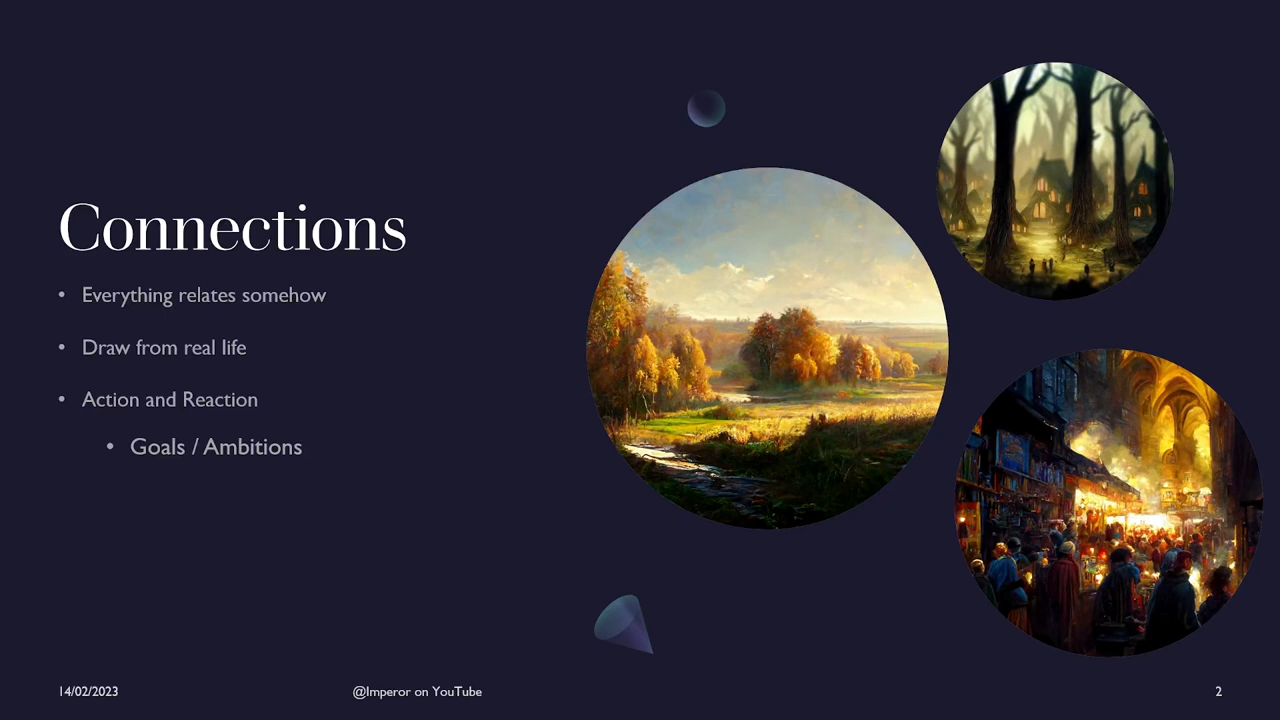 Connections
• Everything relates somehow
• Draw from real life
• Action and Reaction
• Goals / Ambitions
14/02/2023
@Imperor on YouTube
2